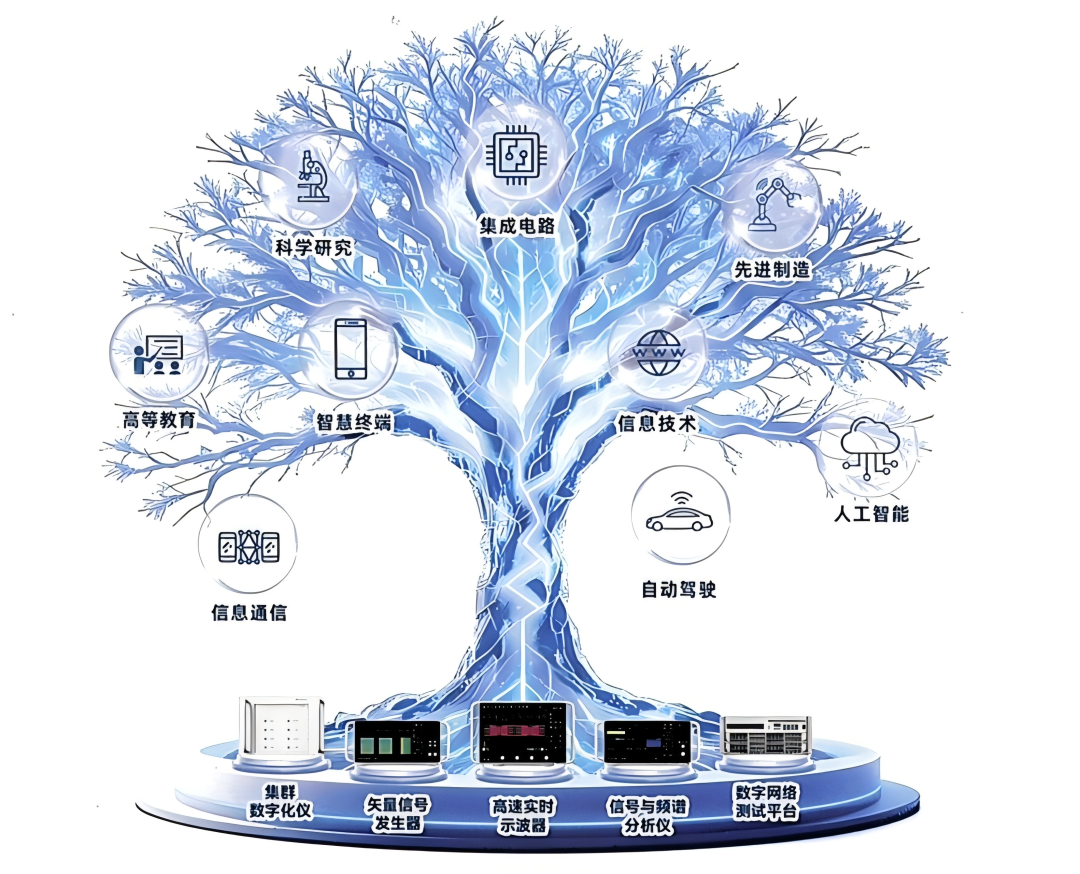 集成电路
科学研究
先进制造
高等教育
智慧终端
WWW
信息技术
人工智能
自动驾驶
信息通信
集群
数字化仪
矢量信号
发生器
高速实时
示波器
信号与频谱
分析仪
数字网络
测试平台